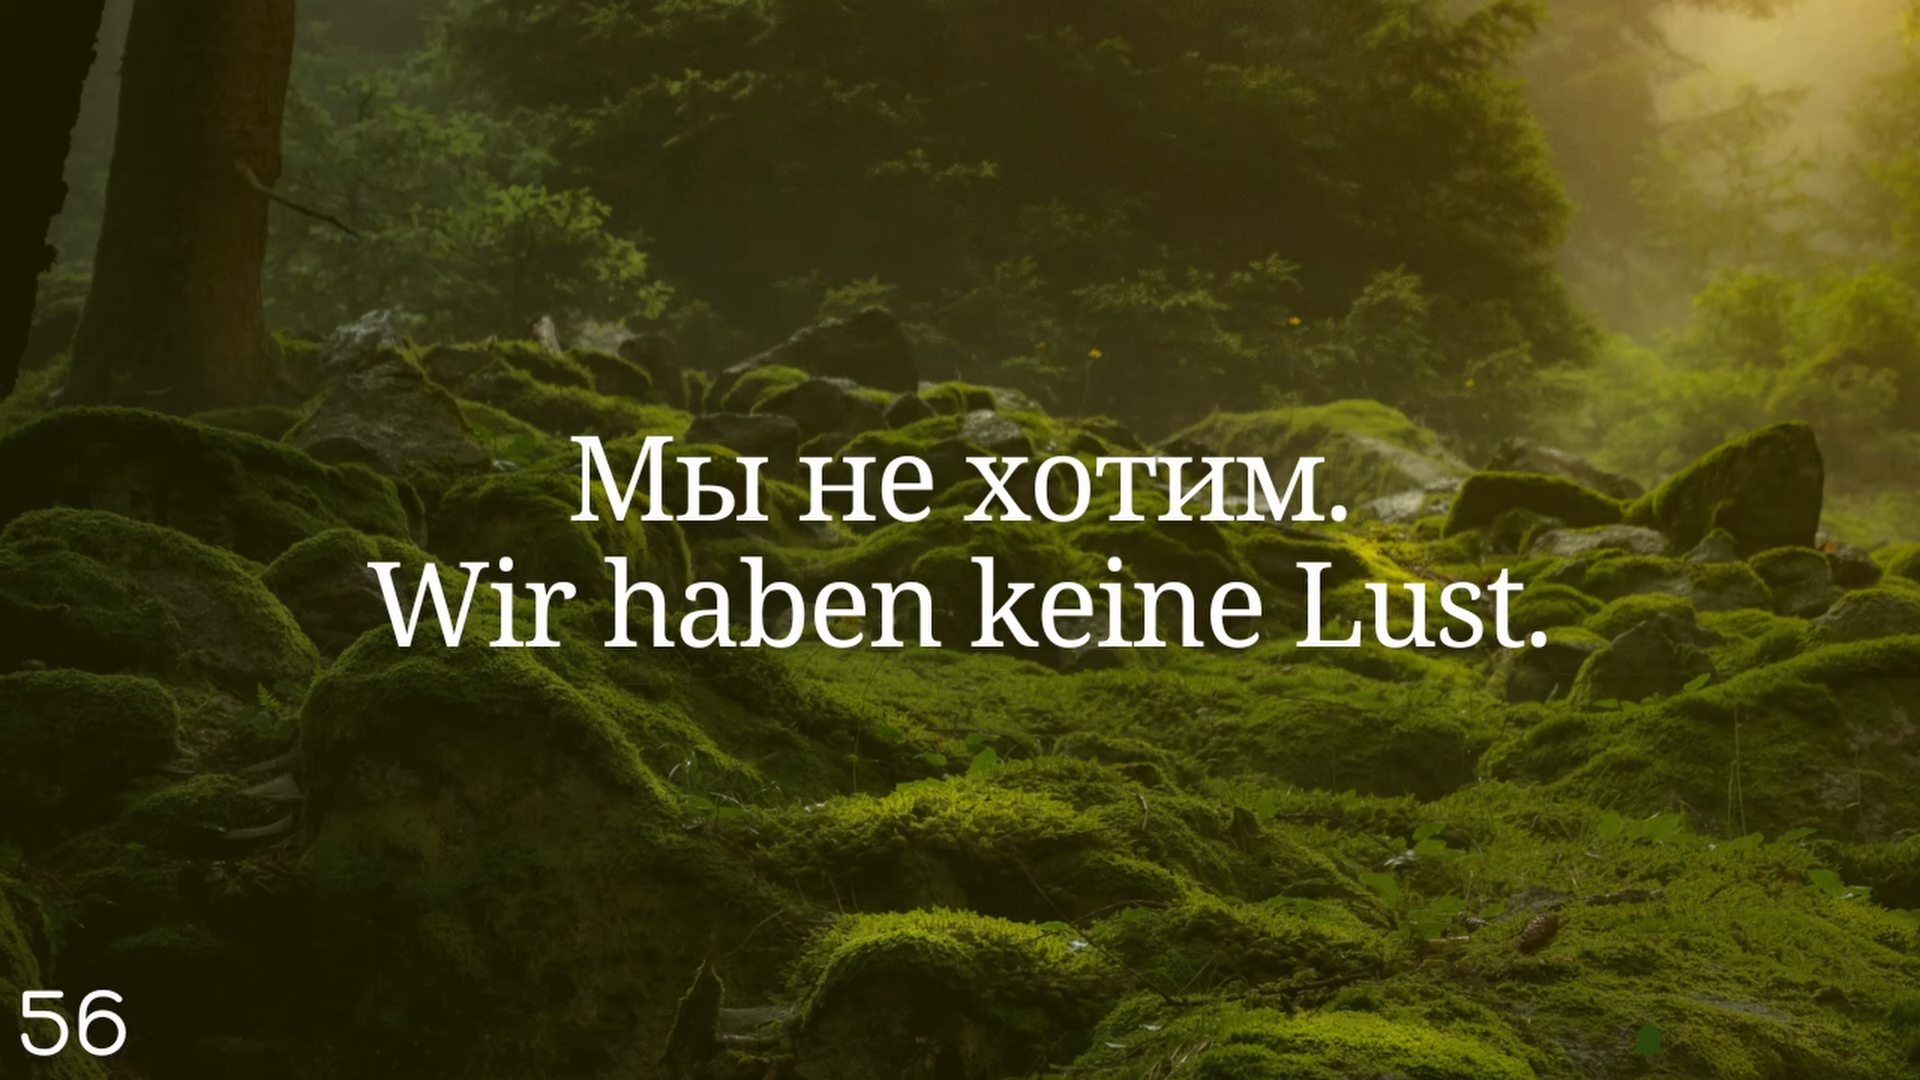 Мы не хотим.
Wir haben keine Lust.
56